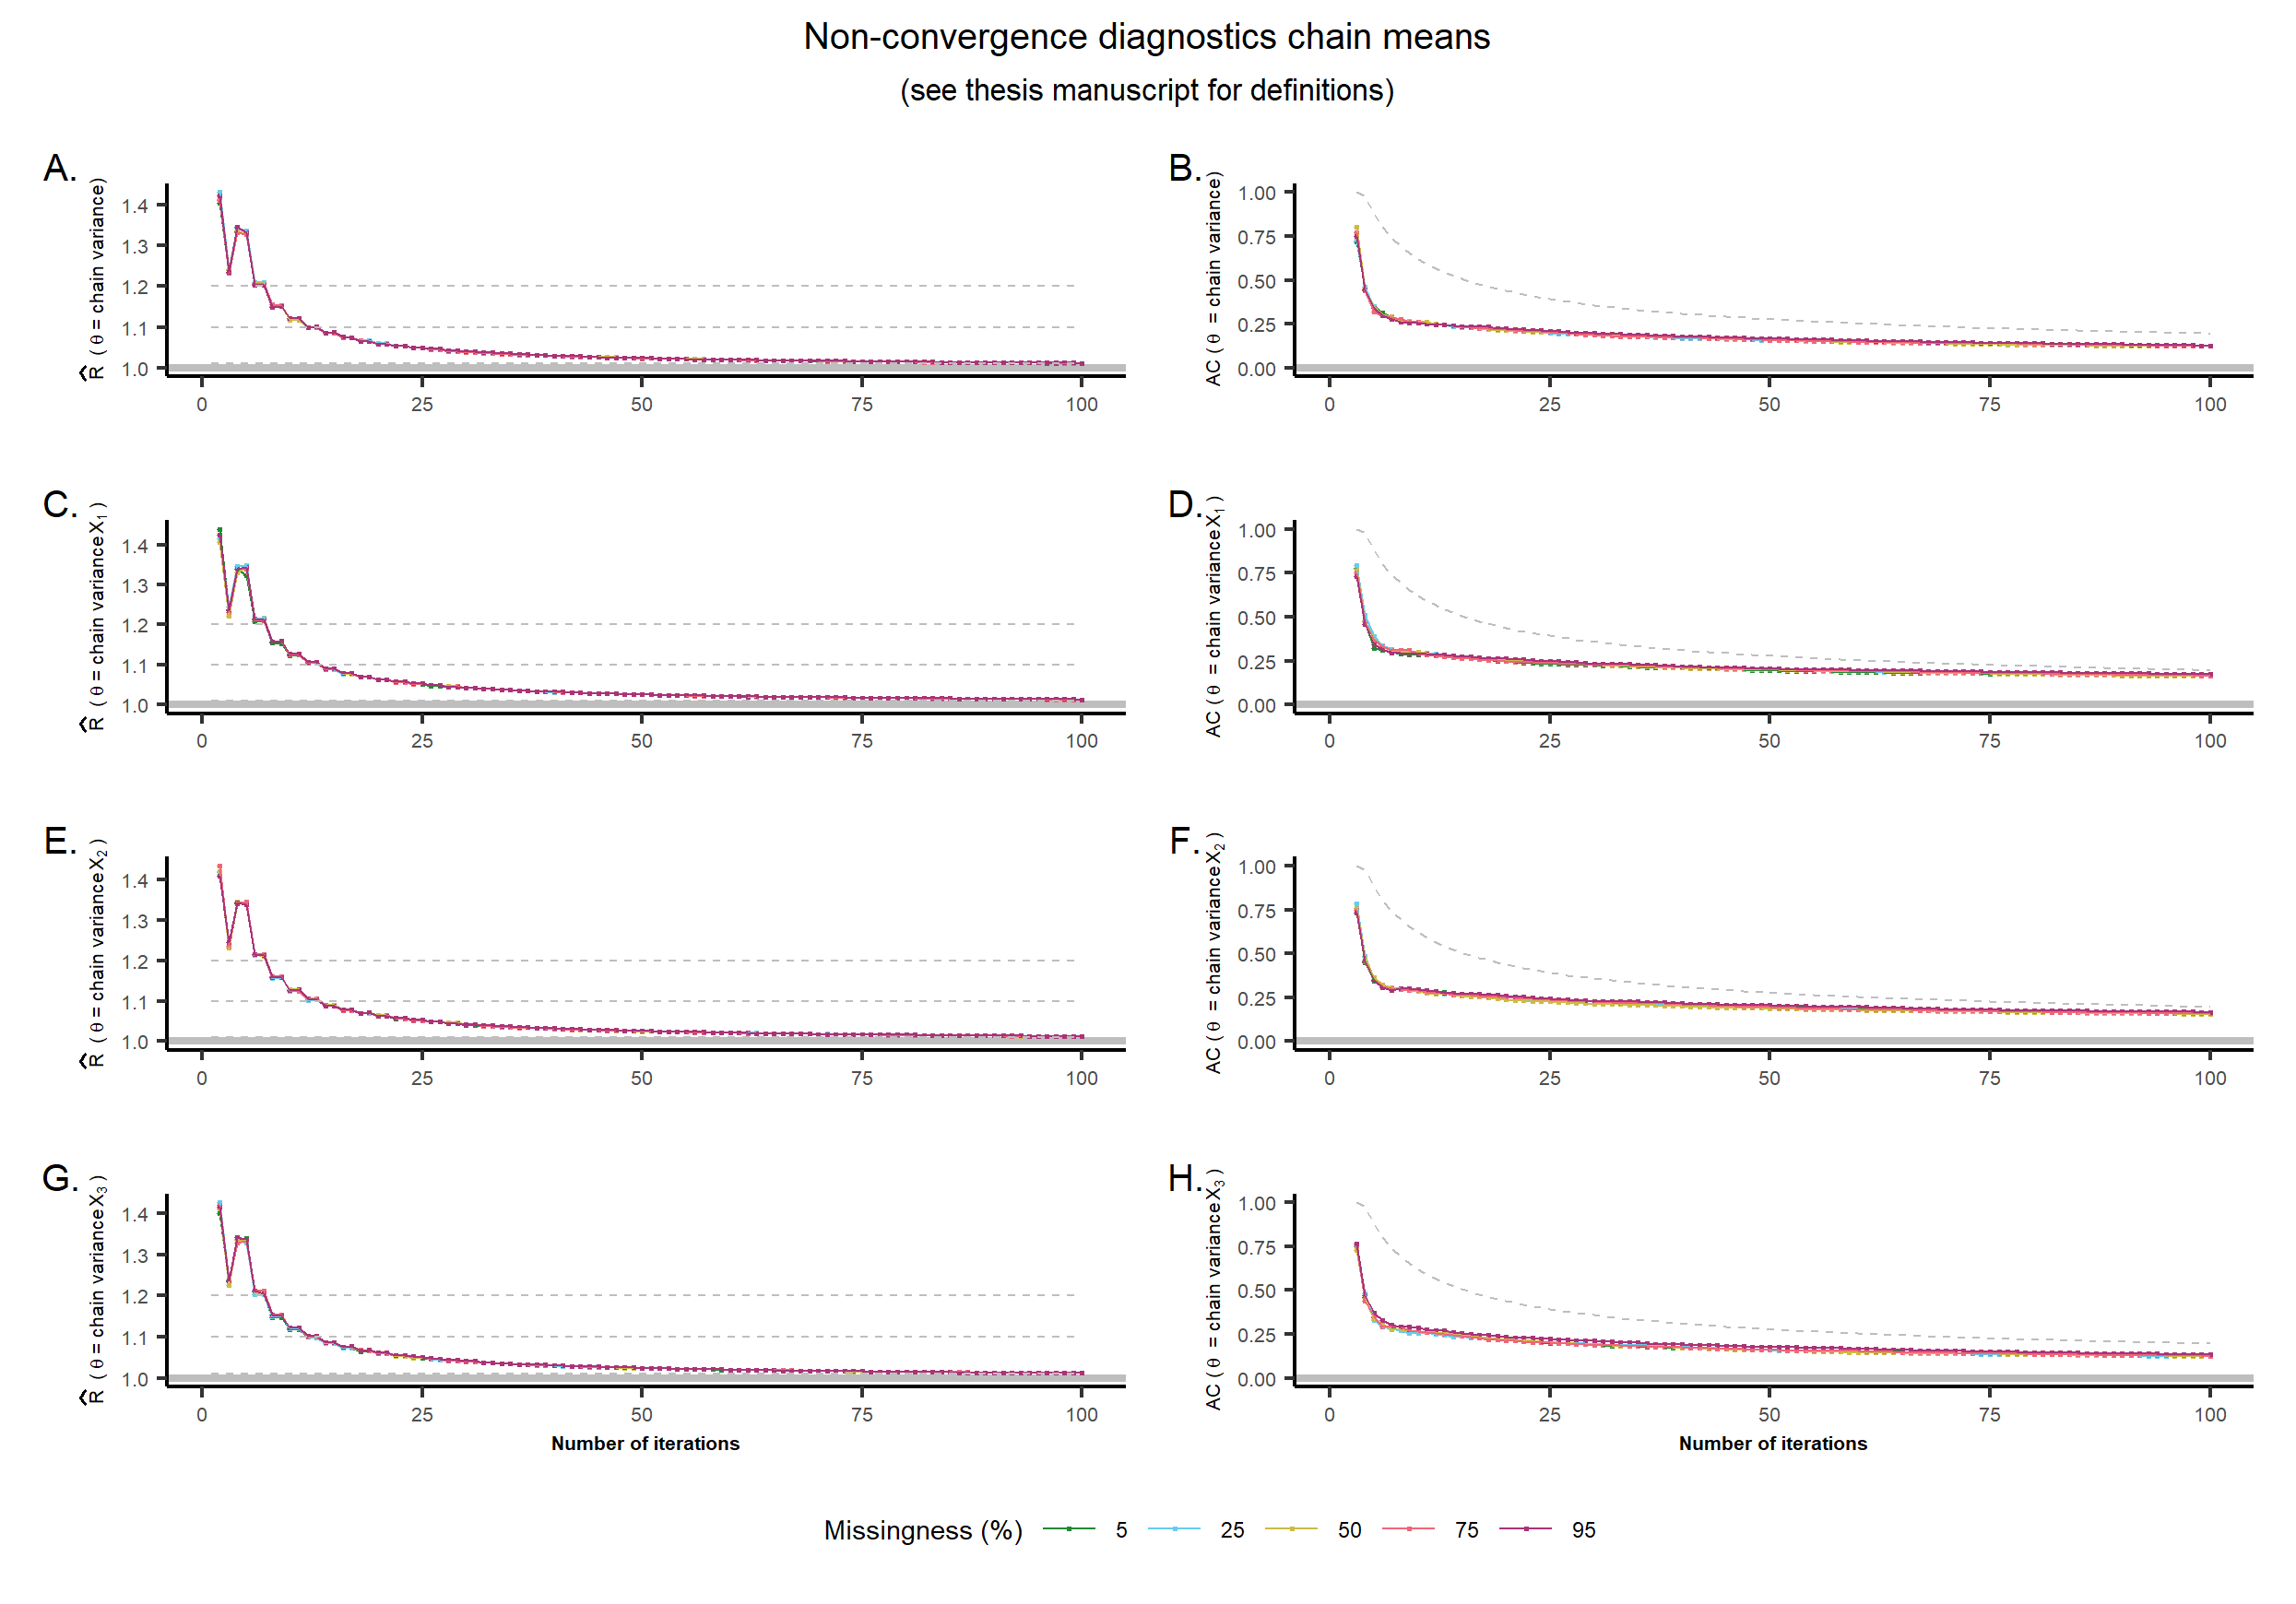 Non-convergence diagnostics chain means
(see thesis manuscript for definitions)
A.
R̂ ( θ = chain variance)
1.4
1.3
1.2
1.1
1.0
0 25 50 75 100
B.
AC ( θ = chain variance)
1.00
0.75
0.50
0.25
0.00
0 25 50 75 100
C.
R̂ ( θ = chain variance X₁ )
1.4
1.3
1.2
1.1
1.0
0 25 50 75 100
D.
AC ( θ = chain variance X₁ )
1.00
0.75
0.50
0.25
0.00
0 25 50 75 100
E.
R̂ ( θ = chain variance X₂ )
1.4
1.3
1.2
1.1
1.0
0 25 50 75 100
F.
AC ( θ = chain variance X₂ )
1.00
0.75
0.50
0.25
0.00
0 25 50 75 100
G.
R̂ ( θ = chain variance X₃ )
1.4
1.3
1.2
1.1
1.0
0 25 50 75 100
Number of iterations
H.
AC ( θ = chain variance X₃ )
1.00
0.75
0.50
0.25
0.00
0 25 50 75 100
Number of iterations
Missingness (%) 5 25 50 75 95